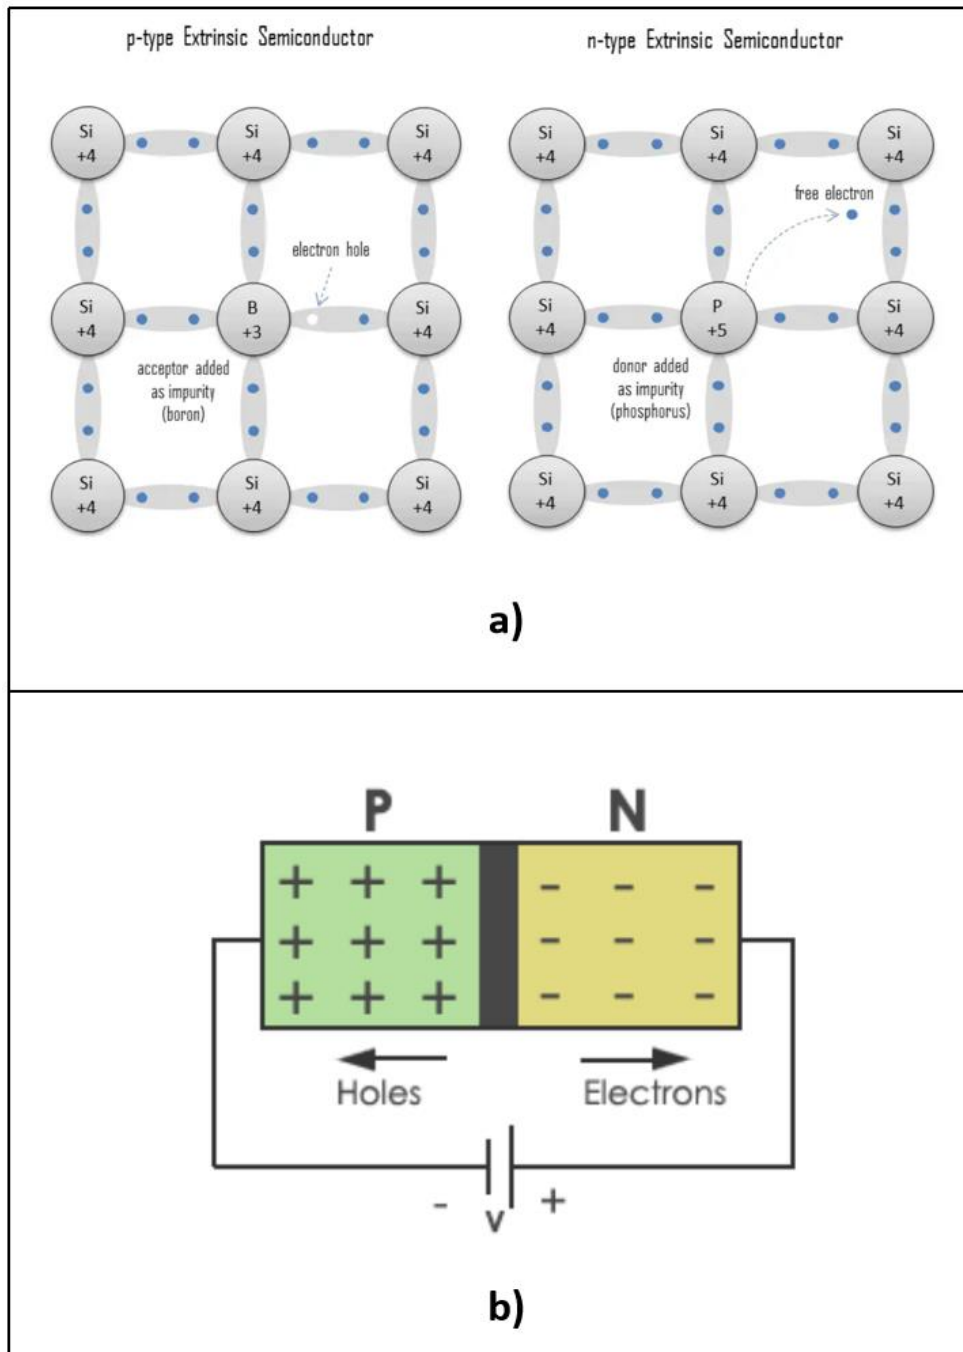 p-type Extrinsic Semiconductor
n-type Extrinsic Semiconductor
Si
+4
Si
+4
Si
+4
electron hole
Si
+4
B
+3
Si
+4
acceptor added
as impurity
(boron)
Si
+4
Si
+4
Si
+4
Si
+4
Si
+4
Si
+4
free electron
Si
+4
P
+5
Si
+4
donor added
as impurity
(phosphorus)
Si
+4
Si
+4
Si
+4
a)
P
N
+ + +
+ + +
+ + +
- - -
- - -
- - -
Holes
Electrons
- V +
b)